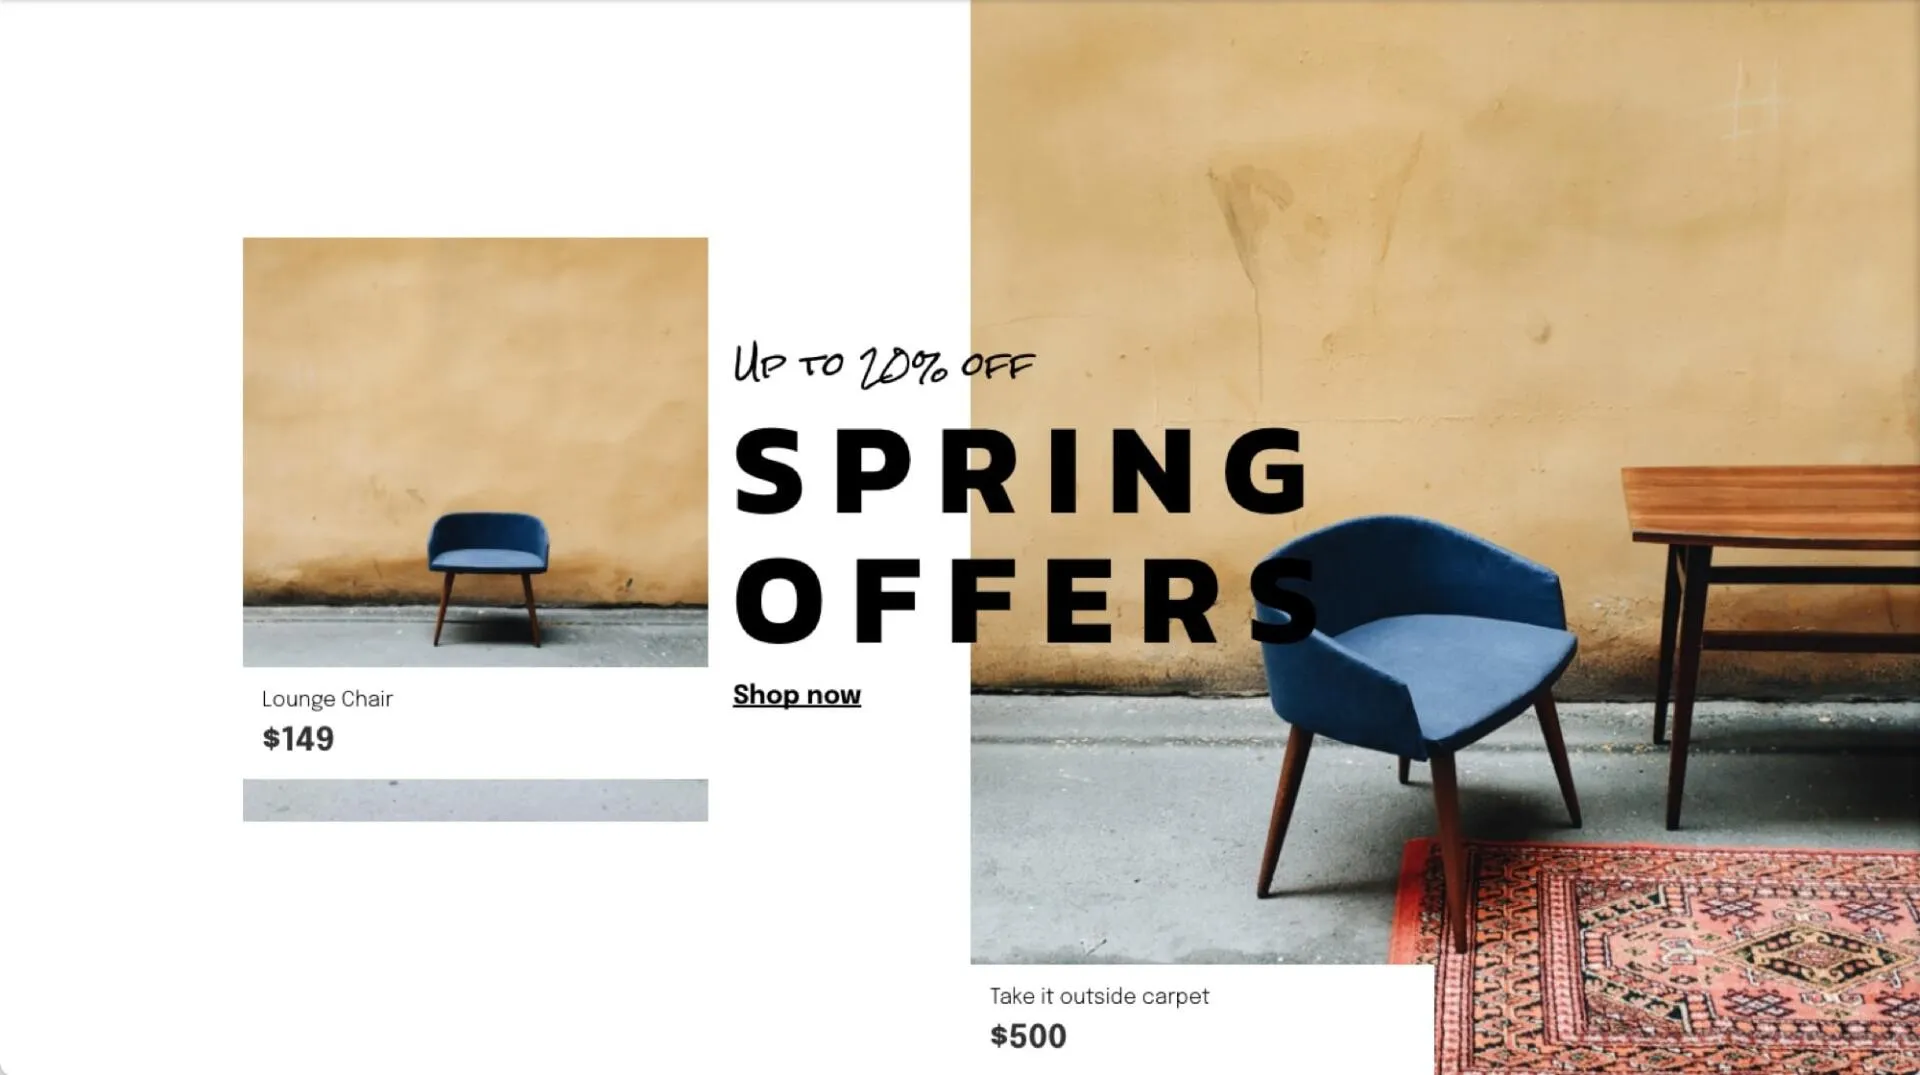 Up to 20% off
SPRING
OFFERS
Shop now
Lounge Chair
$149
Take it outside carpet
$500